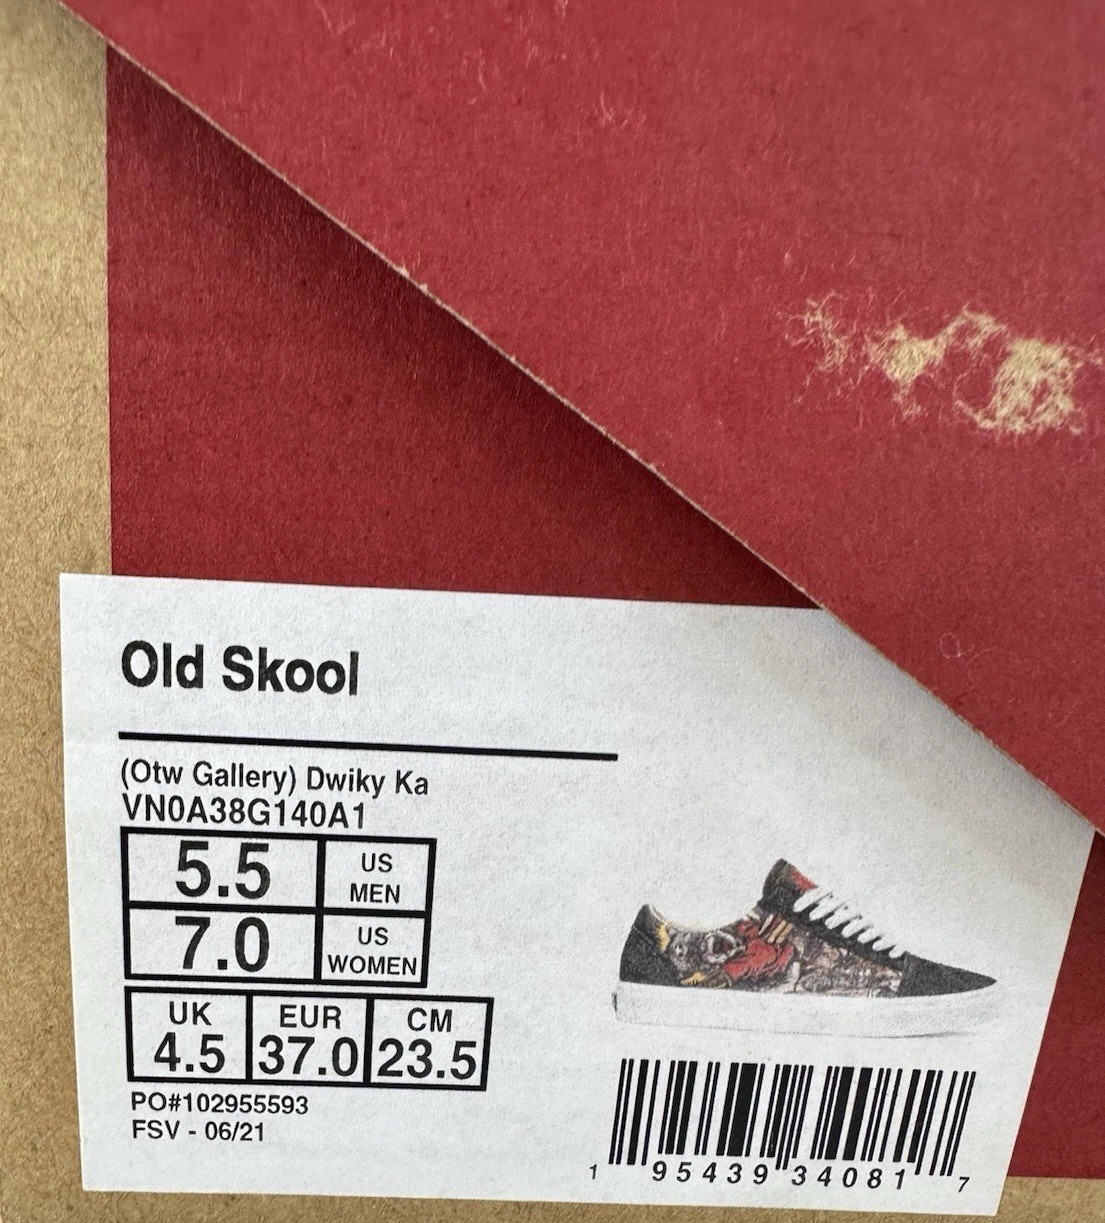 Old Skool
(Otw Gallery) Dwiky Ka
VN0A38G140A1
5.5 US MEN
7.0 US WOMEN
UK EUR CM
4.5 37.0 23.5
PO#102955593
FSV - 06/21
1 95439 34081 7